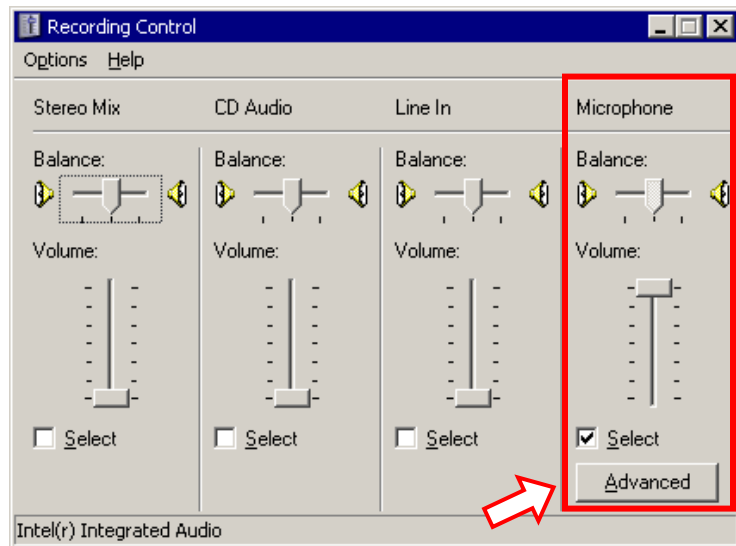 Recording Control
Options Help
Stereo Mix CD Audio Line In Microphone
Balance: Balance: Balance: Balance:
Volume: Volume: Volume: Volume:
Select Select Select Select
Advanced
Intel(r) Integrated Audio